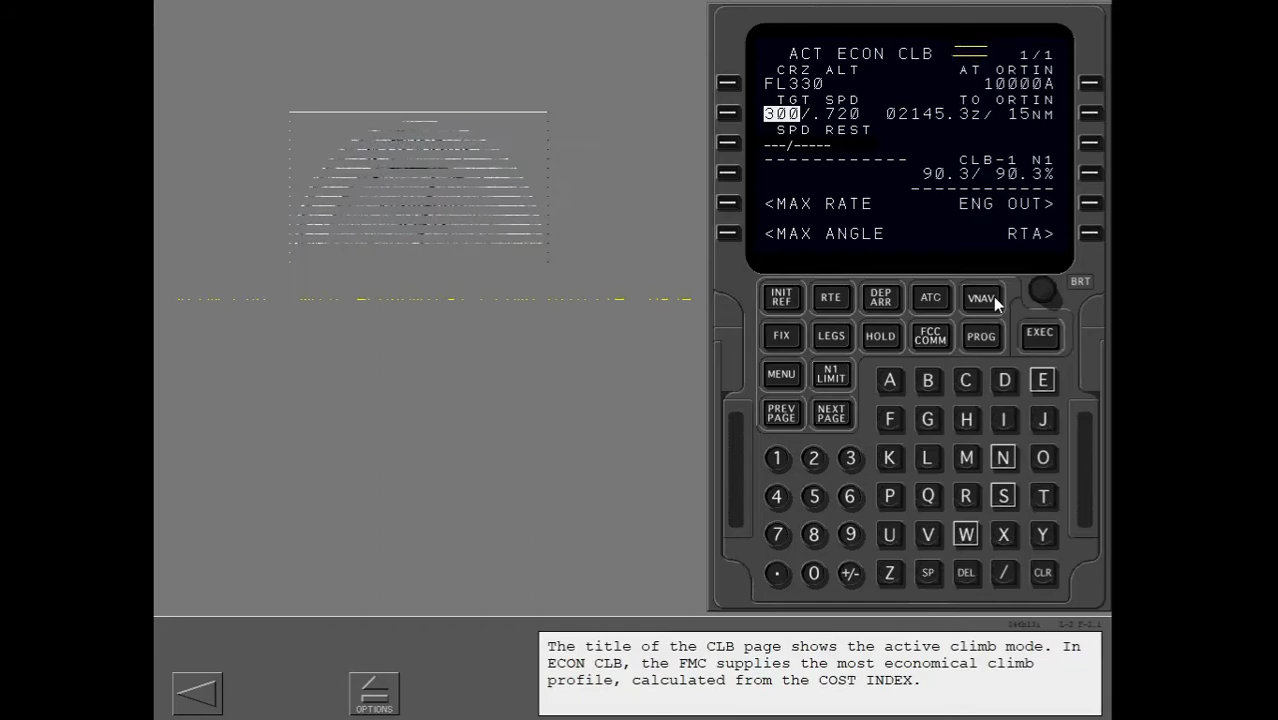 ACT ECON CLB 1/1
CRZ ALT AT ORTIN
FL330 10000A
TGT SPD TO ORTIN
300/.720 02145.3Z/ 15NM
SPD REST
---/-----
------------ CLB-1 N1
90.3/ 90.3%
------------
<MAX RATE ENG OUT>
<MAX ANGLE RTA>
INIT REF RTE DEP ARR ATC VNAV BRT
FIX LEGS HOLD FCC COMM PROG EXEC
MENU N1 LIMIT
PREV PAGE NEXT PAGE
A B C D E
F G H I J
1 2 3 K L M N O
4 5 6 P Q R S T
7 8 9 U V W X Y
. 0 +/- Z SP DEL / CLR
The title of the CLB page shows the active climb mode. In
ECON CLB, the FMC supplies the most economical climb
profile, calculated from the COST INDEX.
OPTIONS